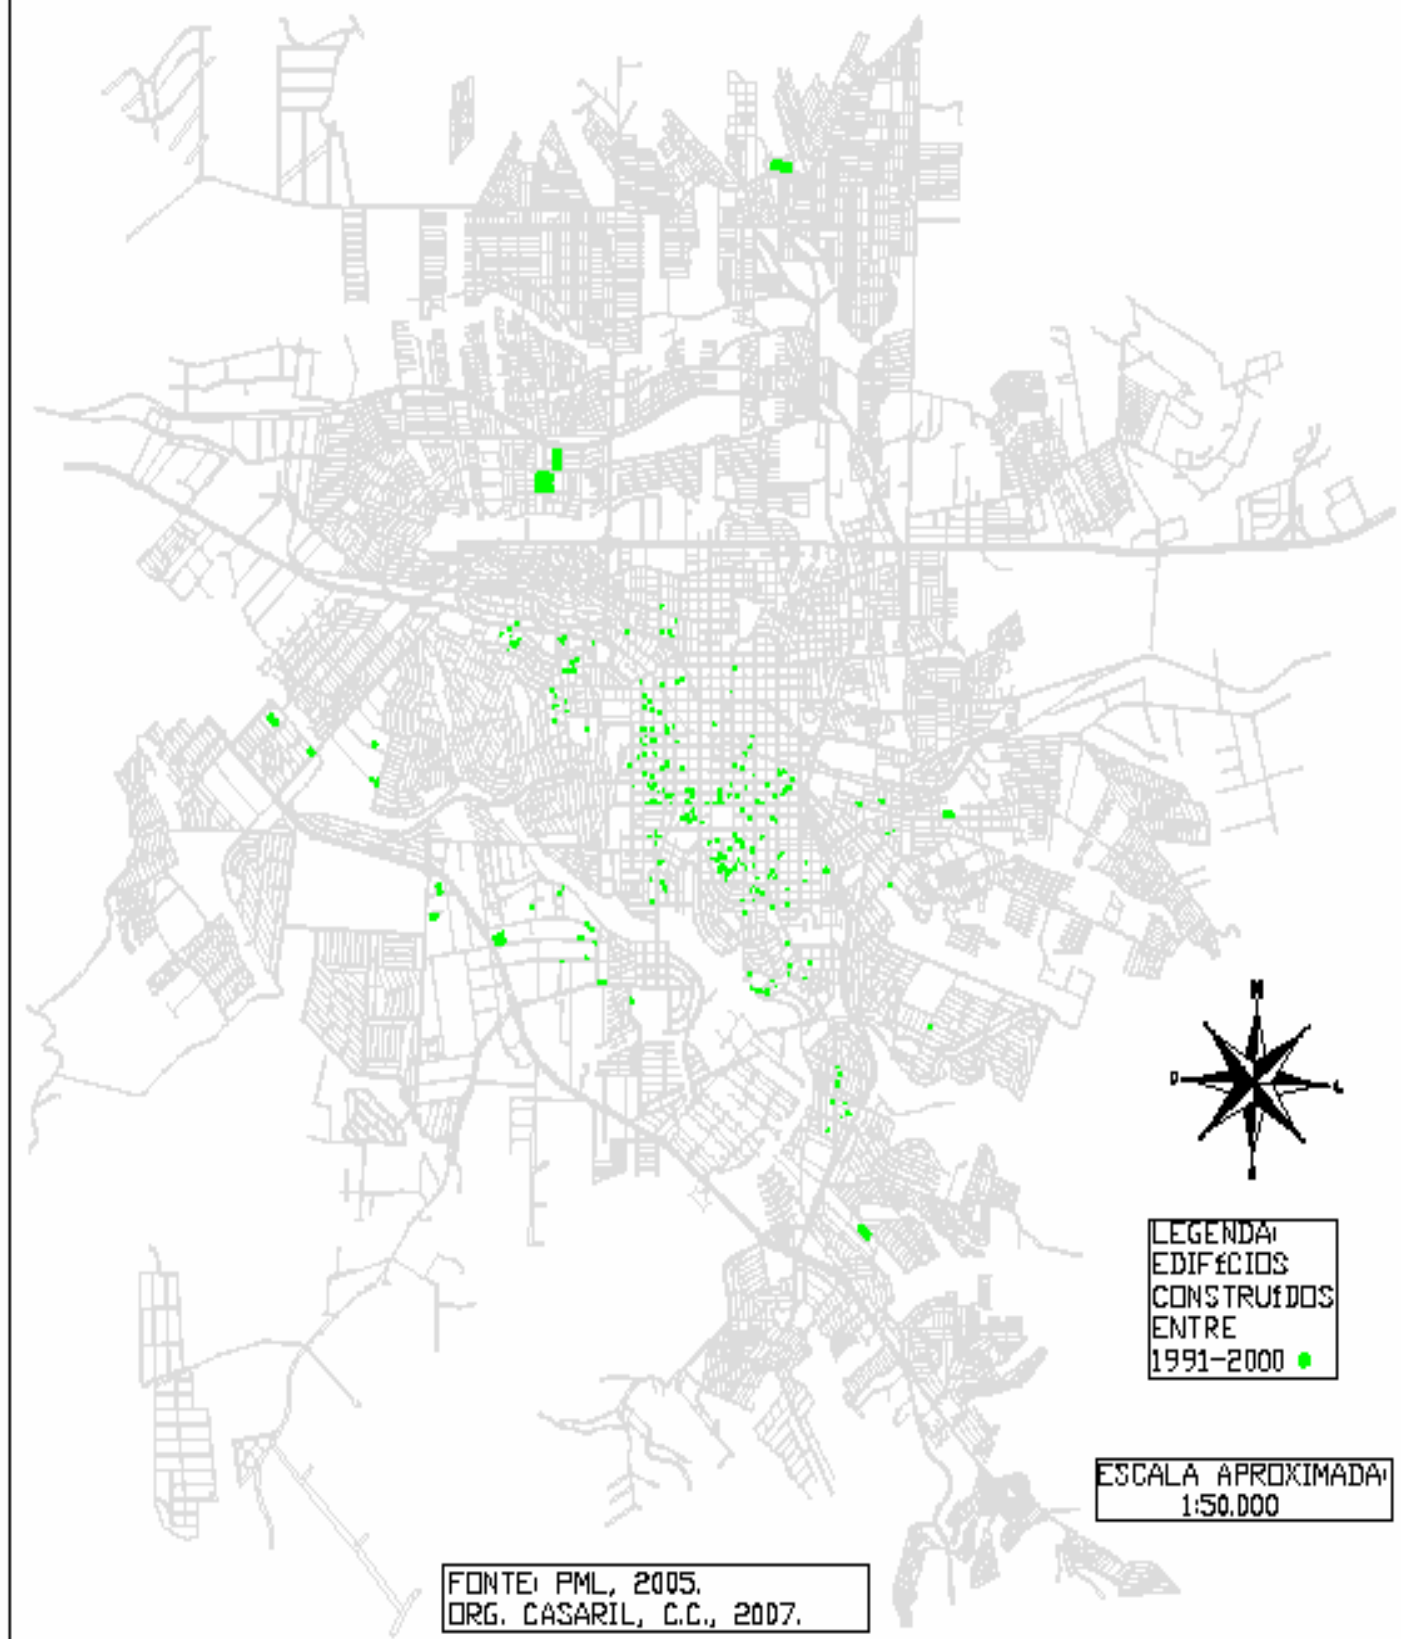 N
LEGENDA:
EDIFÍCIOS
CONSTRUÍDOS
ENTRE
1991-2000
ESCALA APROXIMADA:
1:50.000
FONTE: PML, 2005.
ORG. CASARIL, C.C., 2007.